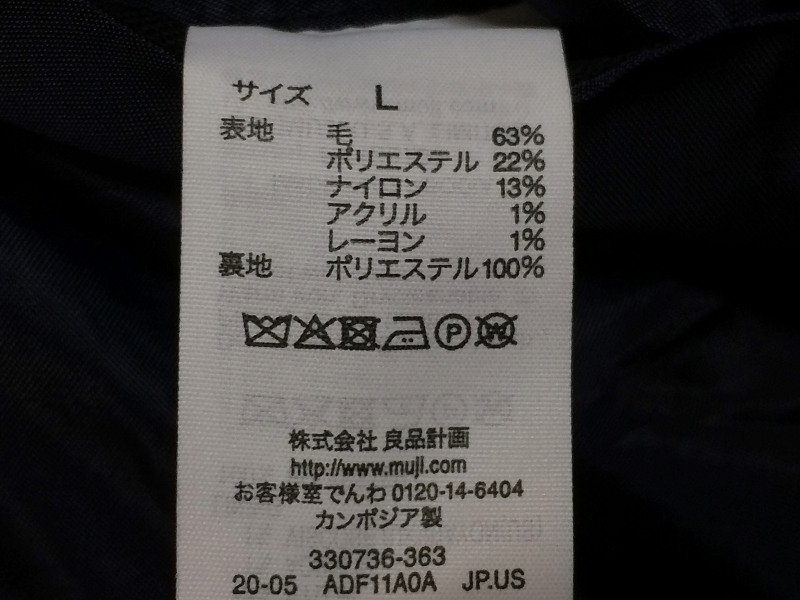 サイズ L
表地 毛 63%
ポリエステル 22%
ナイロン 13%
アクリル 1%
レーヨン 1%
裏地 ポリエステル 100%
P W
株式会社 良品計画
http://www.muji.com
お客様室でんわ 0120-14-6404
カンボジア製
330736-363
20-05 ADF11A0A JP.US